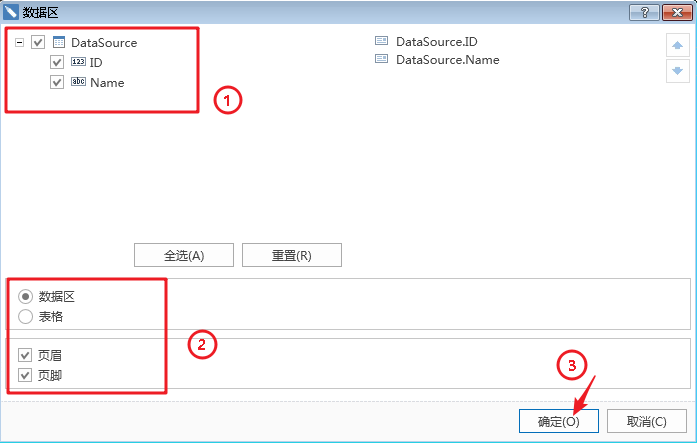 数据区
DataSource
123 ID
abc Name
DataSource.ID
DataSource.Name
1
全选(A)
重置(R)
数据区
表格
2
页眉
页脚
3
确定(O)
取消(C)